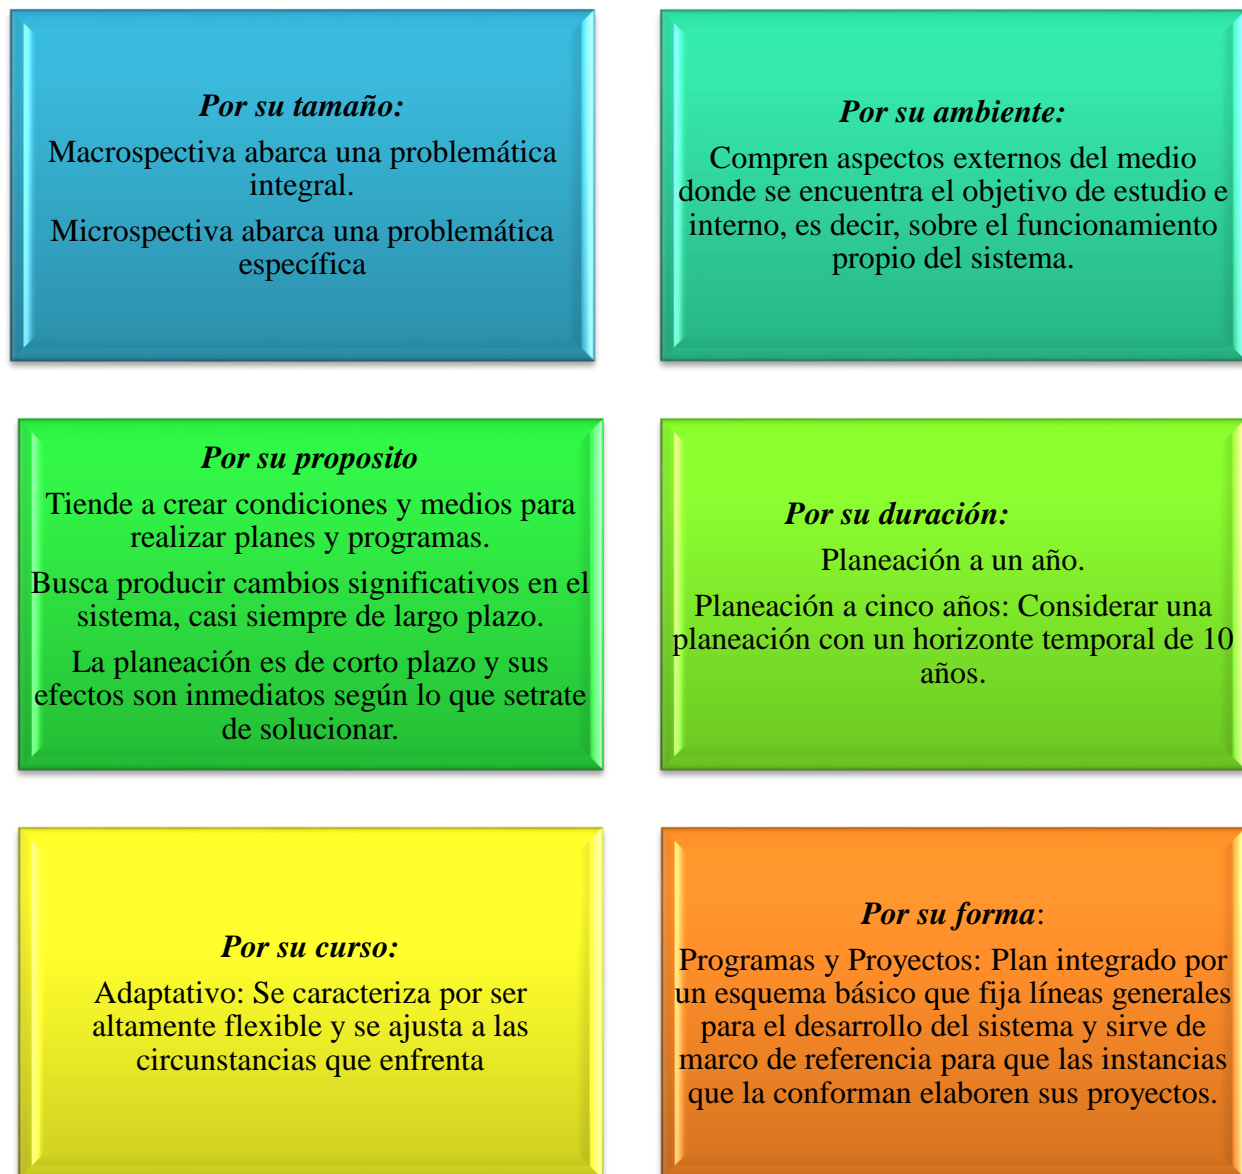 Por su tamaño:
Macrospectiva abarca una problemática
integral.
Microspectiva abarca una problemática
específica
Por su ambiente:
Compren aspectos externos del medio
donde se encuentra el objetivo de estudio e
interno, es decir, sobre el funcionamiento
propio del sistema.
Por su proposito
Tiende a crear condiciones y medios para
realizar planes y programas.
Busca producir cambios significativos en el
sistema, casi siempre de largo plazo.
La planeación es de corto plazo y sus
efectos son inmediatos según lo que setrate
de solucionar.
Por su duración:
Planeación a un año.
Planeación a cinco años: Considerar una
planeación con un horizonte temporal de 10
años.
Por su curso:
Adaptativo: Se caracteriza por ser
altamente flexible y se ajusta a las
circunstancias que enfrenta
Por su forma:
Programas y Proyectos: Plan integrado por
un esquema básico que fija líneas generales
para el desarrollo del sistema y sirve de
marco de referencia para que las instancias
que la conforman elaboren sus proyectos.